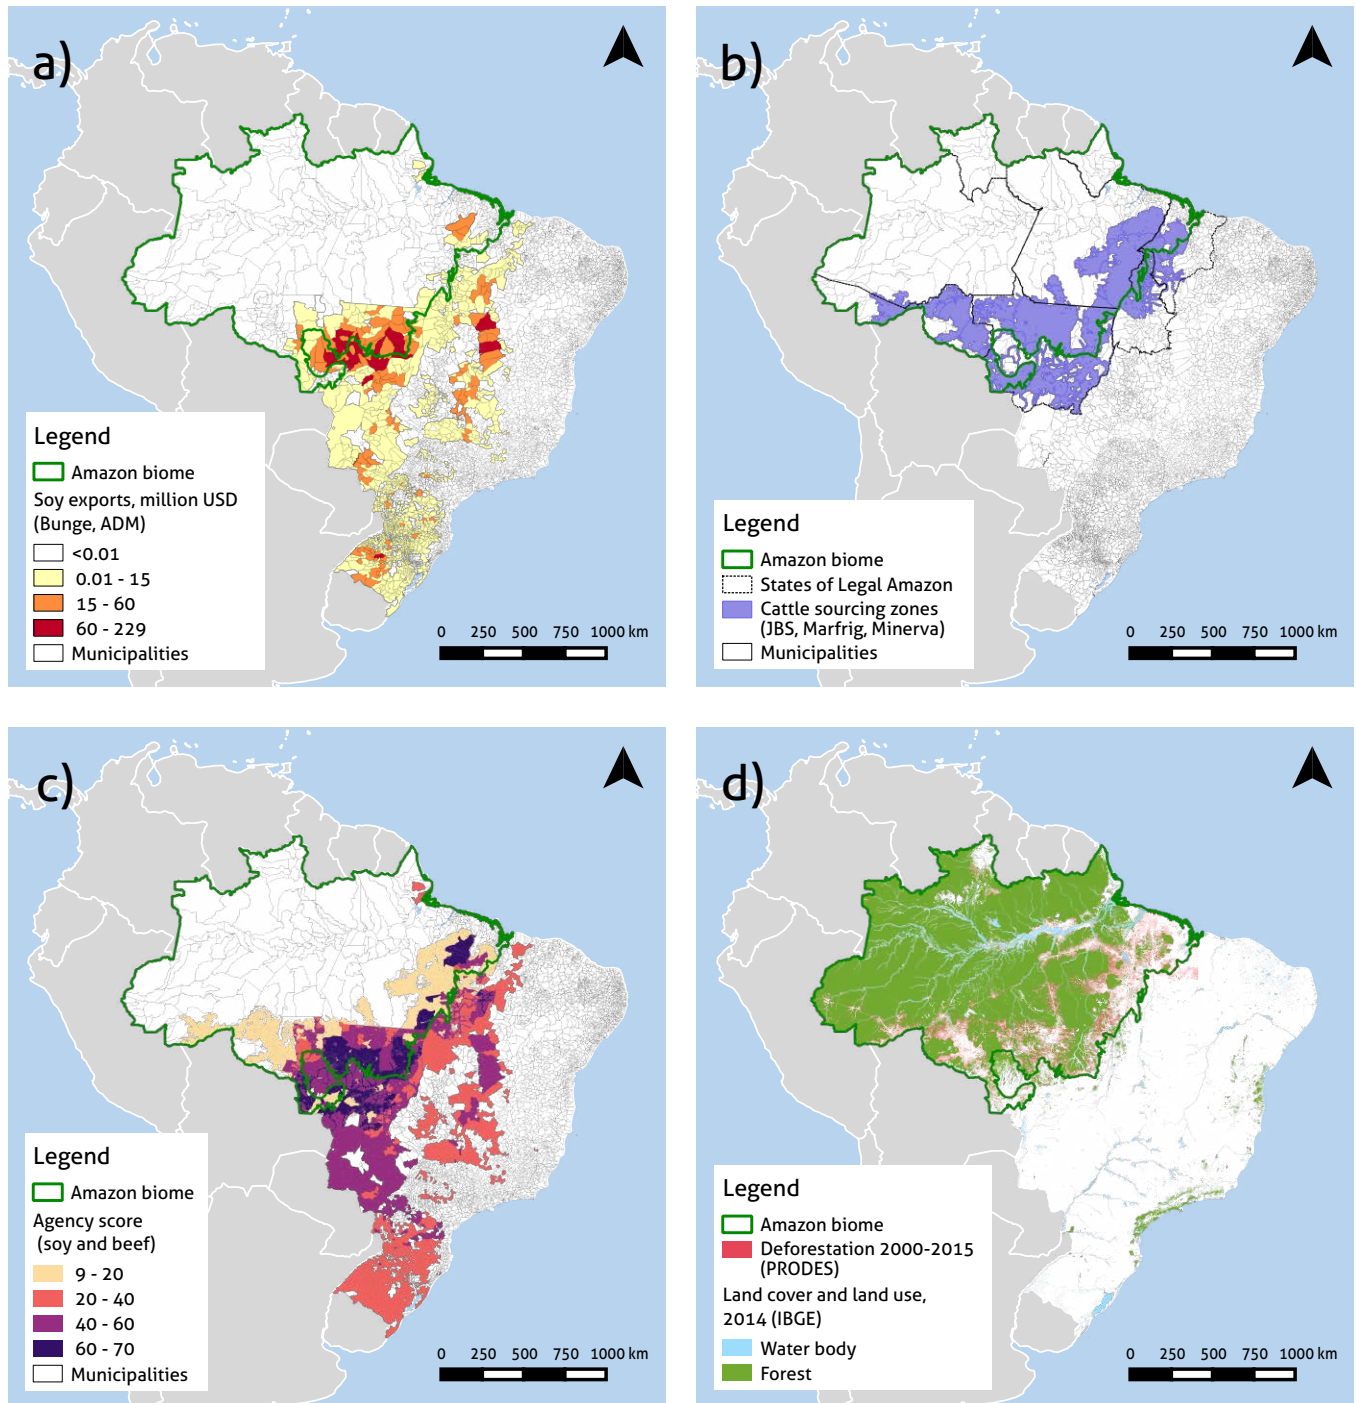 a)
Legend
Amazon biome
Soy exports, million USD
(Bunge, ADM)
<0.01
0.01 - 15
15 - 60
60 - 229
Municipalities
0 250 500 1000 km
b)
Legend
Amazon biome
States of Legal Amazon
Cattle sourcing zones
(JBS, Marfrig, Minerva)
Municipalities
0 250 500 1000 km
c)
Legend
Amazon biome
Agency score
(soy and beef)
9 - 20
20 - 40
40 - 60
60 - 70
Municipalities
0 250 500 1000 km
d)
Legend
Amazon biome
Deforestation 2000-2015
(PRODES)
Land cover and land use,
2014 (IBGE)
Water body
Forest
0 250 500 1000 km